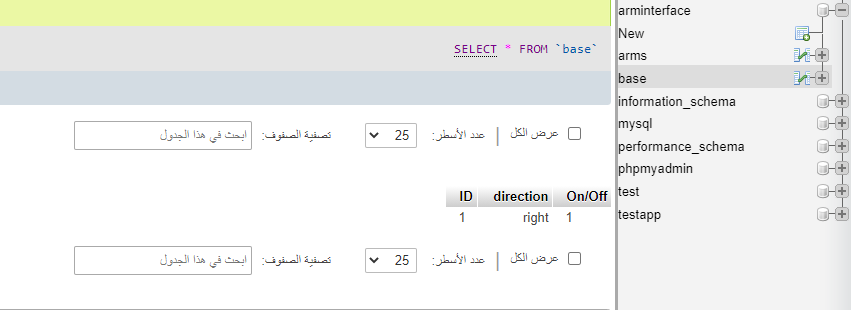 SELECT * FROM `base`
عرض الكل | عدد الأسطر: 25 تصفية الصفوف: ابحث في هذا الجدول
ID direction On/Off
1 right 1
عرض الكل | عدد الأسطر: 25 تصفية الصفوف: ابحث في هذا الجدول
arminterface
New
arms
base
information_schema
mysql
performance_schema
phpmyadmin
test
testapp